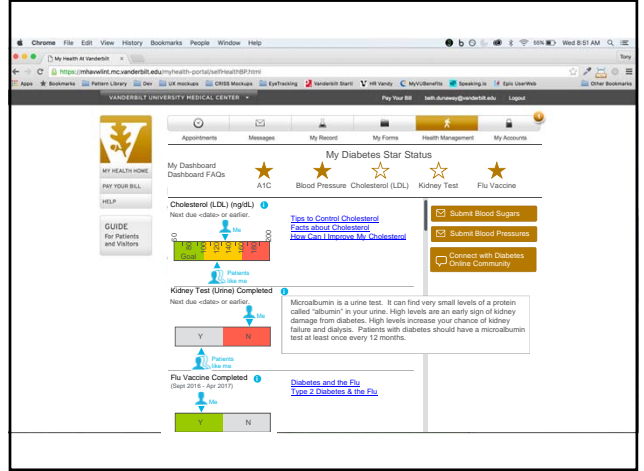 Chrome File Edit View History Bookmarks People Window Help
55% Wed 8:51 AM
My Health At Vanderbilt
Tony
https://mhavwlint.mc.vanderbilt.edu/myhealth-portal/selfHealthBP.html
Apps Bookmarks Pattern Library Dev UX mockups CRISS Mockups EyeTracking Vanderbilt Start! HR Vandy MyVUBenefits Speaking.io Epic UserWeb Other Bookmarks
VANDERBILT UNIVERSITY MEDICAL CENTER
Pay Your Bill beth.duneway@vanderbilt.edu Logout
Appointments Messages My Record My Forms Health Management My Accounts
MY HEALTH HOME
PAY YOUR BILL
HELP
GUIDE
For Patients
and Visitors
My Diabetes Star Status
My Dashboard
Dashboard FAQs
A1C Blood Pressure Cholesterol (LDL) Kidney Test Flu Vaccine
Cholesterol (LDL) (ng/dL)
Next due <date> or earlier.
Me
60 80 100 120 140 160 180 200
Goal
Patients
like me
Tips to Control Cholesterol
Facts about Cholesterol
How Can I Improve My Cholesterol
Submit Blood Sugars
Submit Blood Pressures
Connect with Diabetes
Online Community
Kidney Test (Urine) Completed
Next due <date> or earlier.
Me
Y N
Patients
like me
Microalbumin is a urine test. It can find very small levels of a protein
called "albumin" in your urine. High levels are an early sign of kidney
damage from diabetes. High levels increase your chance of kidney
failure and dialysis. Patients with diabetes should have a microalbumin
test at least once every 12 months.
Flu Vaccine Completed
(Sept 2016 - Apr 2017)
Me
Y N
Diabetes and the Flu
Type 2 Diabetes & the Flu